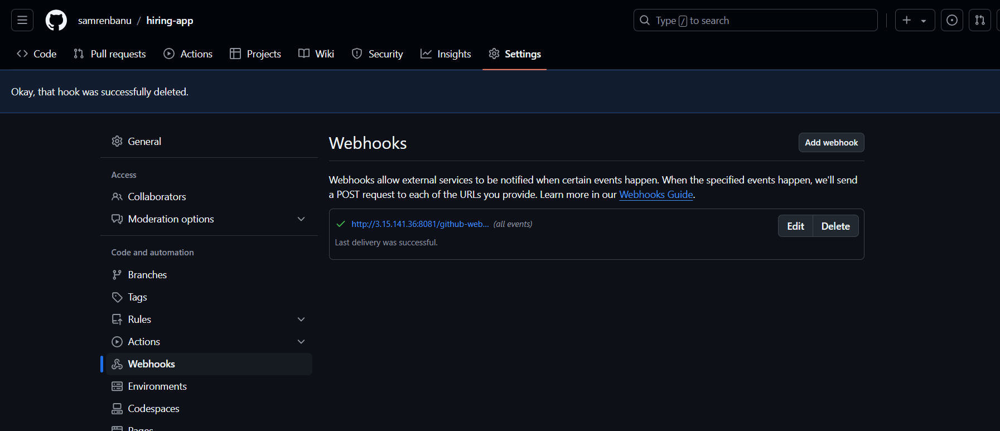 samrenbanu / hiring-app
Type / to search
Code Pull requests Actions Projects Wiki Security Insights Settings
Okay, that hook was successfully deleted.
General
Access
Collaborators
Moderation options
Code and automation
Branches
Tags
Rules
Actions
Webhooks
Environments
Codespaces
Pages
Webhooks
Add webhook
Webhooks allow external services to be notified when certain events happen. When the specified events happen, we'll send
a POST request to each of the URLs you provide. Learn more in our Webhooks Guide.
http://3.15.141.36:8081/github-web... (all events)
Edit Delete
Last delivery was successful.